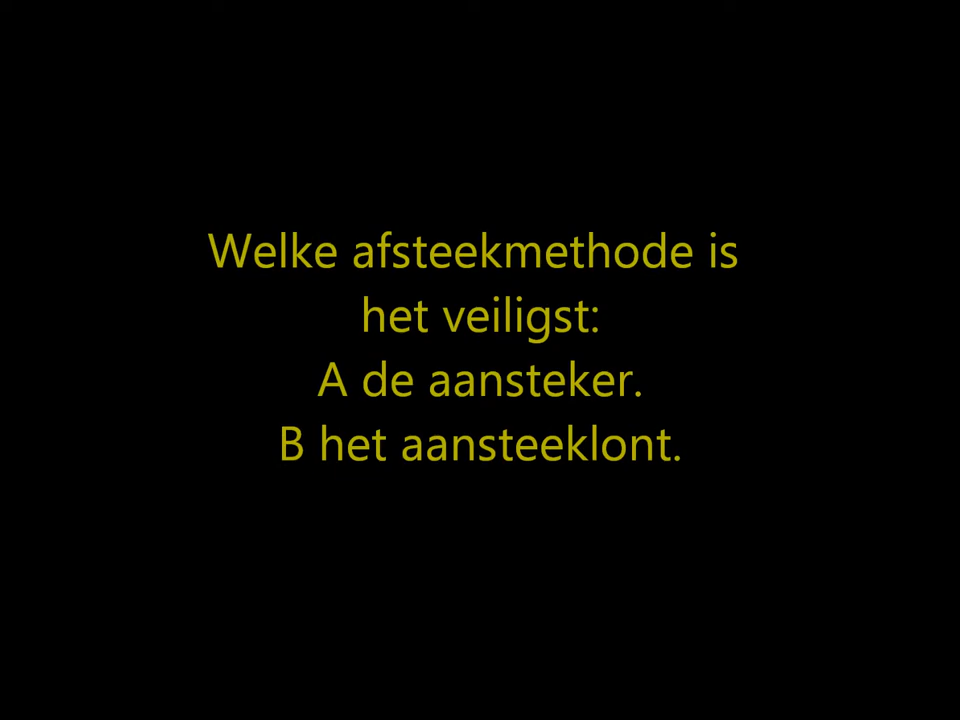 Welke afsteekmethode is
het veiligst:
A de aansteker.
B het aansteeklont.